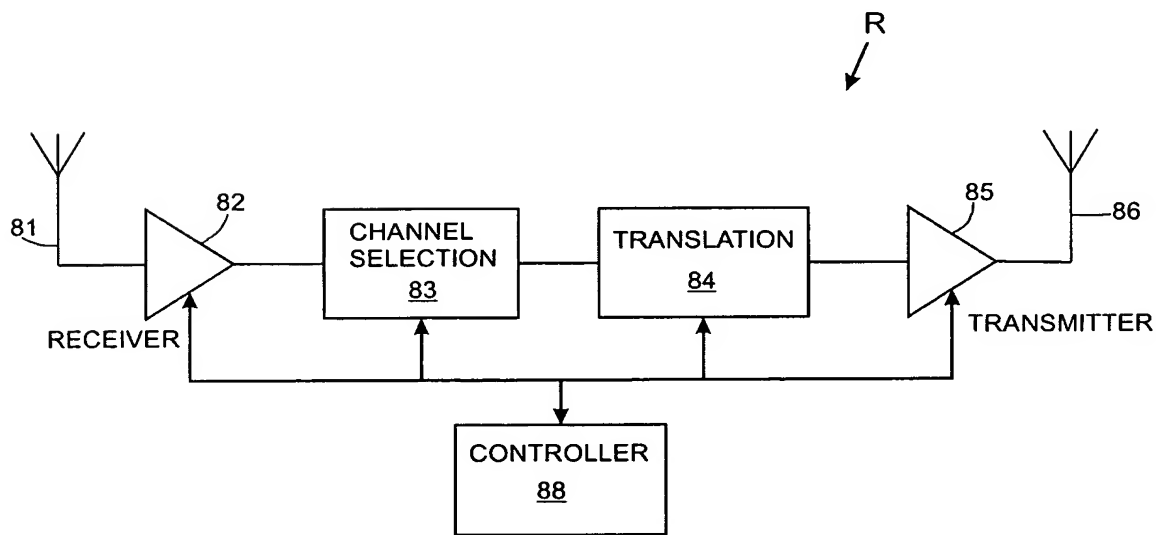 R
81
82
CHANNEL
SELECTION
83
TRANSLATION
84
85
86
RECEIVER
TRANSMITTER
CONTROLLER
88